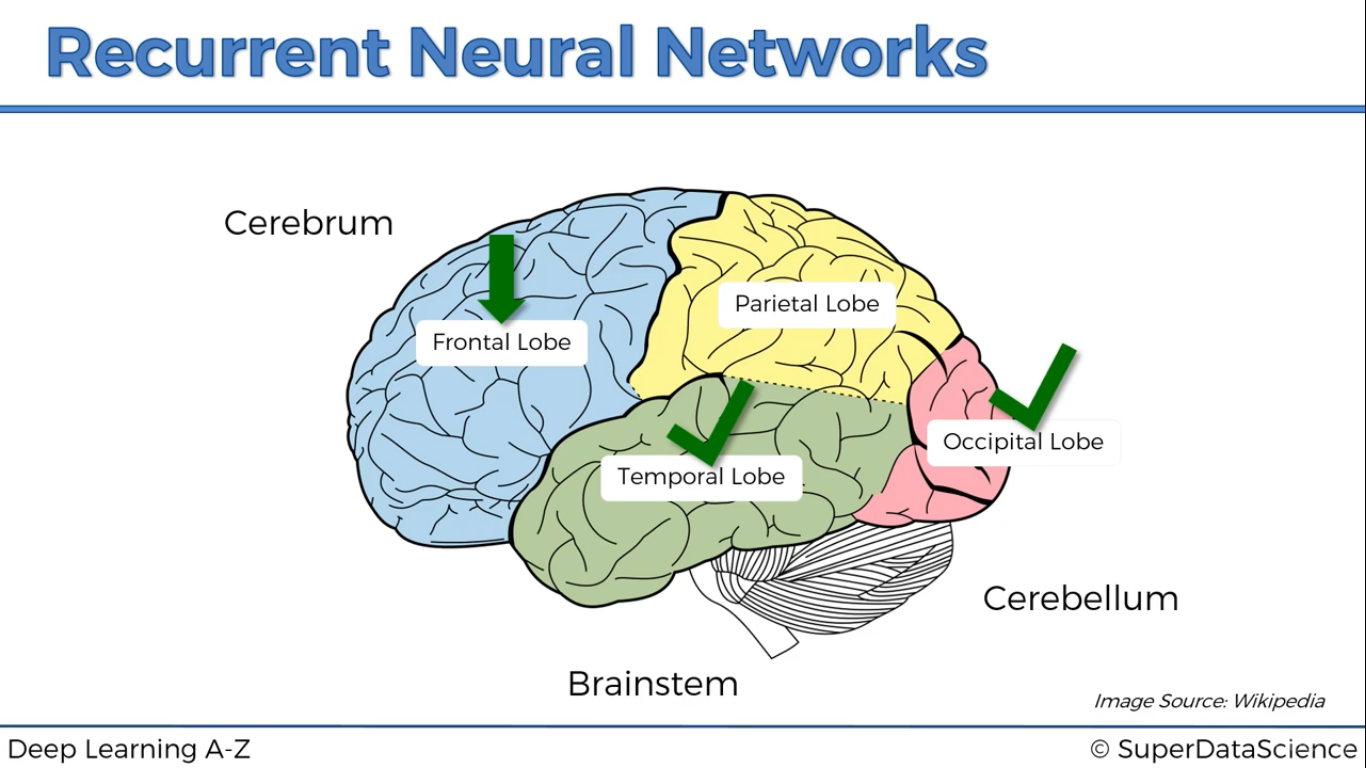 Recurrent Neural Networks
Cerebrum
Parietal Lobe
Frontal Lobe
Occipital Lobe
Temporal Lobe
Cerebellum
Brainstem
Image Source: Wikipedia
Deep Learning A-Z
© SuperDataScience